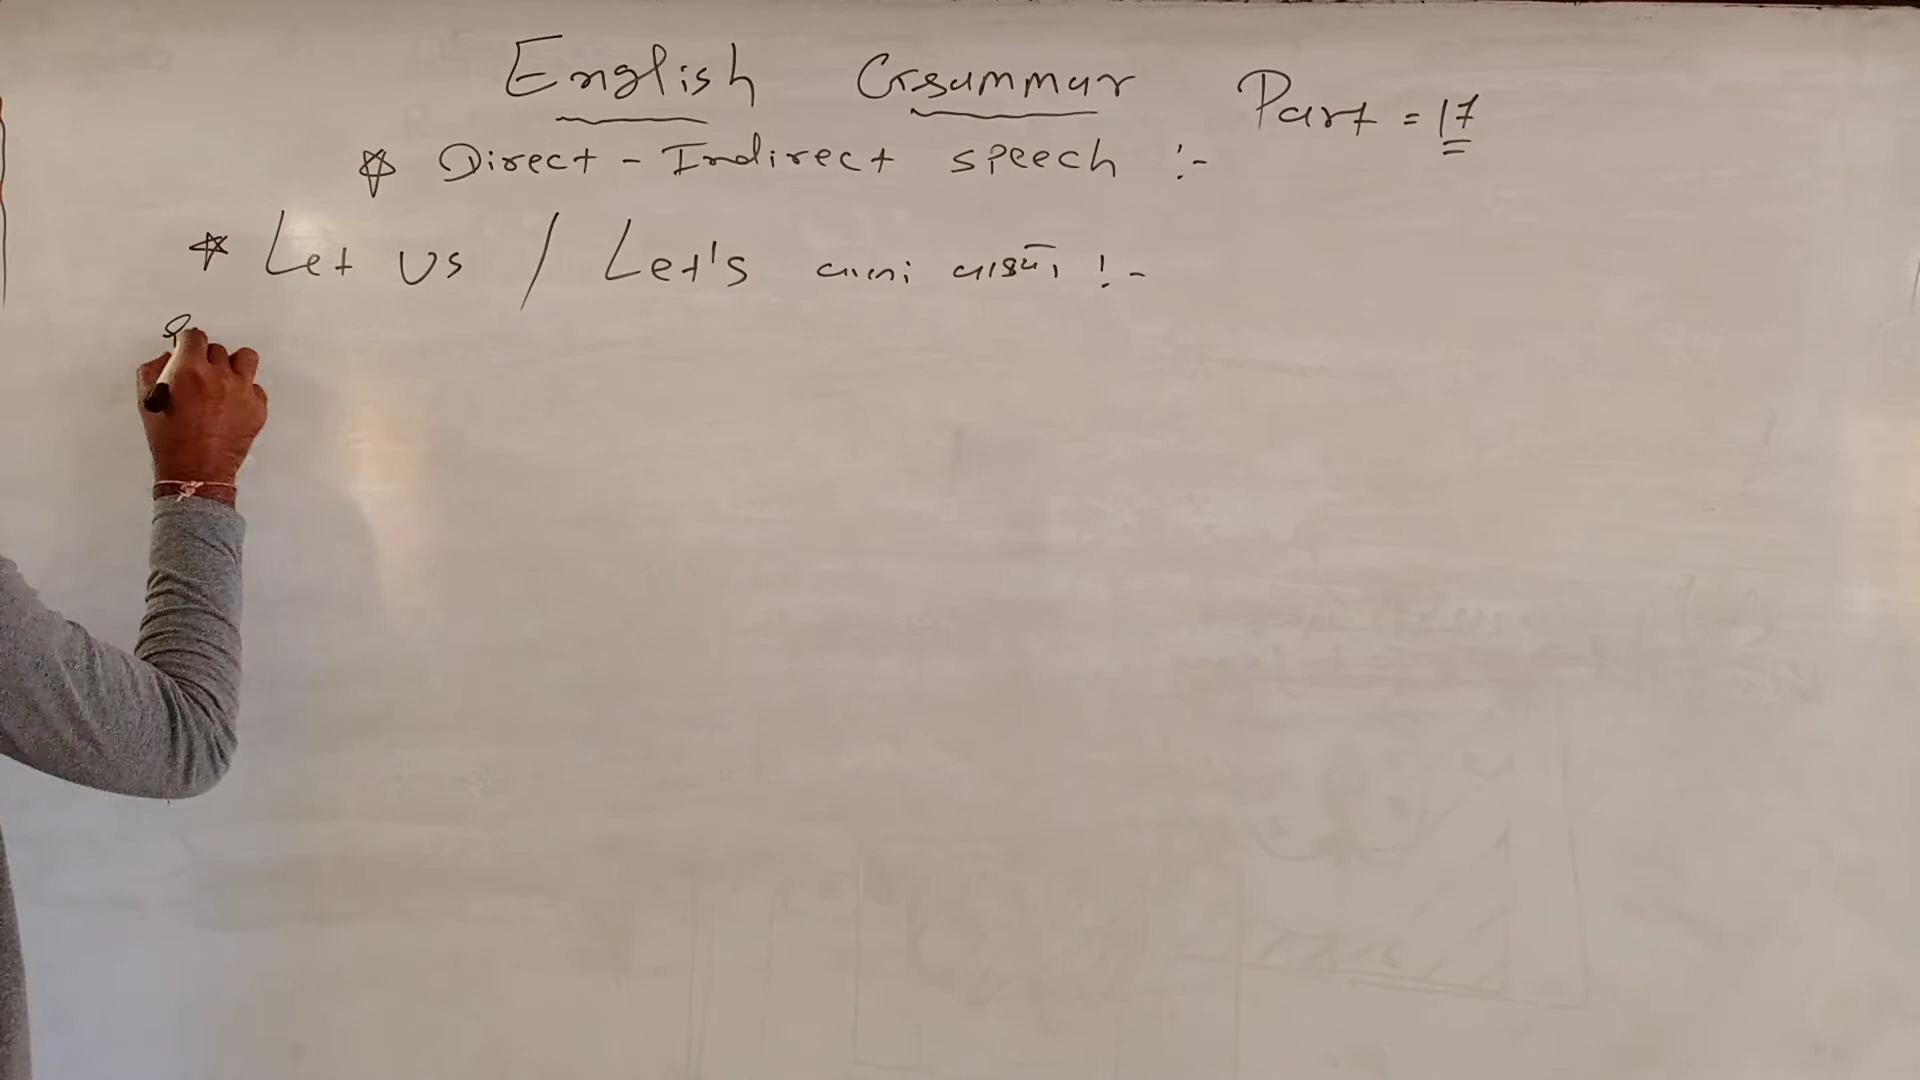 English Grammar Part = 17
* Direct - Indirect speech :-
* Let us / Let's વાળાં વાક્યો :-